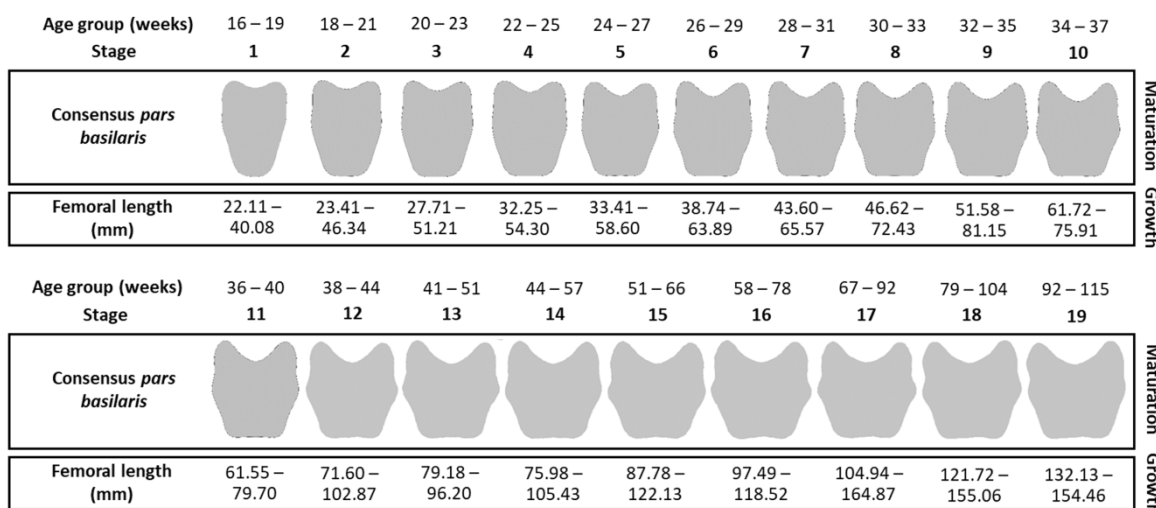 Age group (weeks) 16 – 19 18 – 21 20 – 23 22 – 25 24 – 27 26 – 29 28 – 31 30 – 33 32 – 35 34 – 37
Stage 1 2 3 4 5 6 7 8 9 10
Consensus pars
basilaris
Maturation
Femoral length 22.11 – 23.41 – 27.71 – 32.25 – 33.41 – 38.74 – 43.60 – 46.62 – 51.58 – 61.72 –
(mm) 40.08 46.34 51.21 54.30 58.60 63.89 65.57 72.43 81.15 75.91
Growth
Age group (weeks) 36 – 40 38 – 44 41 – 51 44 – 57 51 – 66 58 – 78 67 – 92 79 – 104 92 – 115
Stage 11 12 13 14 15 16 17 18 19
Consensus pars
basilaris
Maturation
Femoral length 61.55 – 71.60 – 79.18 – 75.98 – 87.78 – 97.49 – 104.94 – 121.72 – 132.13 –
(mm) 79.70 102.87 96.20 105.43 122.13 118.52 164.87 155.06 154.46
Growth